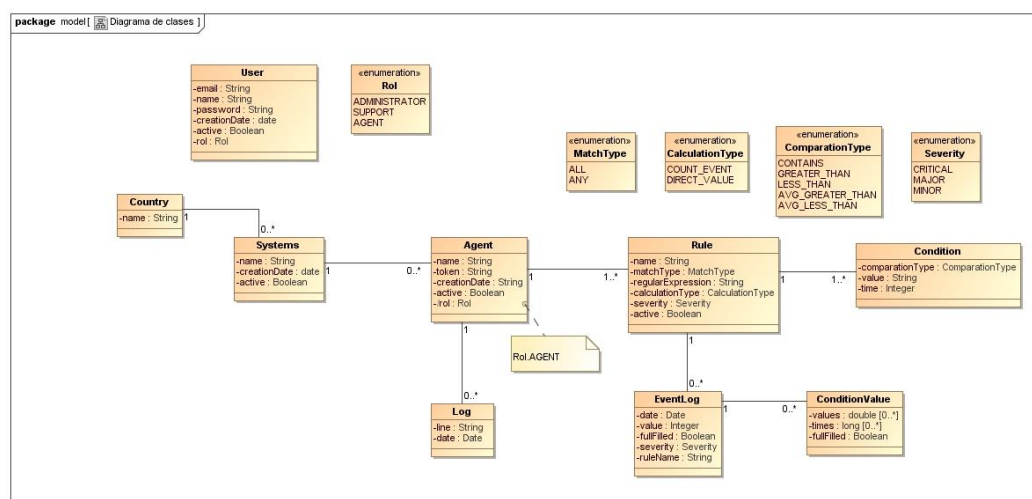 package model [ Diagrama de clases ]
User
-email : String
-name : String
-password : String
-creationDate : date
-active : Boolean
-rol : Rol
«enumeration»
Rol
ADMINISTRATOR
SUPPORT
AGENT
«enumeration»
MatchType
ALL
ANY
«enumeration»
CalculationType
COUNT_EVENT
DIRECT_VALUE
«enumeration»
ComparationType
CONTAINS
GREATER_THAN
LESS_THAN
AVG_GREATER_THAN
AVG_LESS_THAN
«enumeration»
Severity
CRITICAL
MAJOR
MINOR
Country
-name : String
1
0..*
Systems
-name : String
-creationDate : date
-active : Boolean
1
0..*
Agent
-name : String
-token : String
-creationDate : String
-active : Boolean
-/rol : Rol
1
1..*
Rule
-name : String
-matchType : MatchType
-regularExpression : String
-calculationType : CalculationType
-severity : Severity
-active : Boolean
1
1..*
Condition
-comparationType : ComparationType
-value : String
-time : Integer
Rol.AGENT
1
0..*
Log
-line : String
-date : Date
1
0..*
EventLog
-date : Date
-value : Integer
-fullFilled : Boolean
-severity : Severity
-ruleName : String
1
0..*
ConditionValue
-values : double [0..*]
-times : long [0..*]
-fullFilled : Boolean